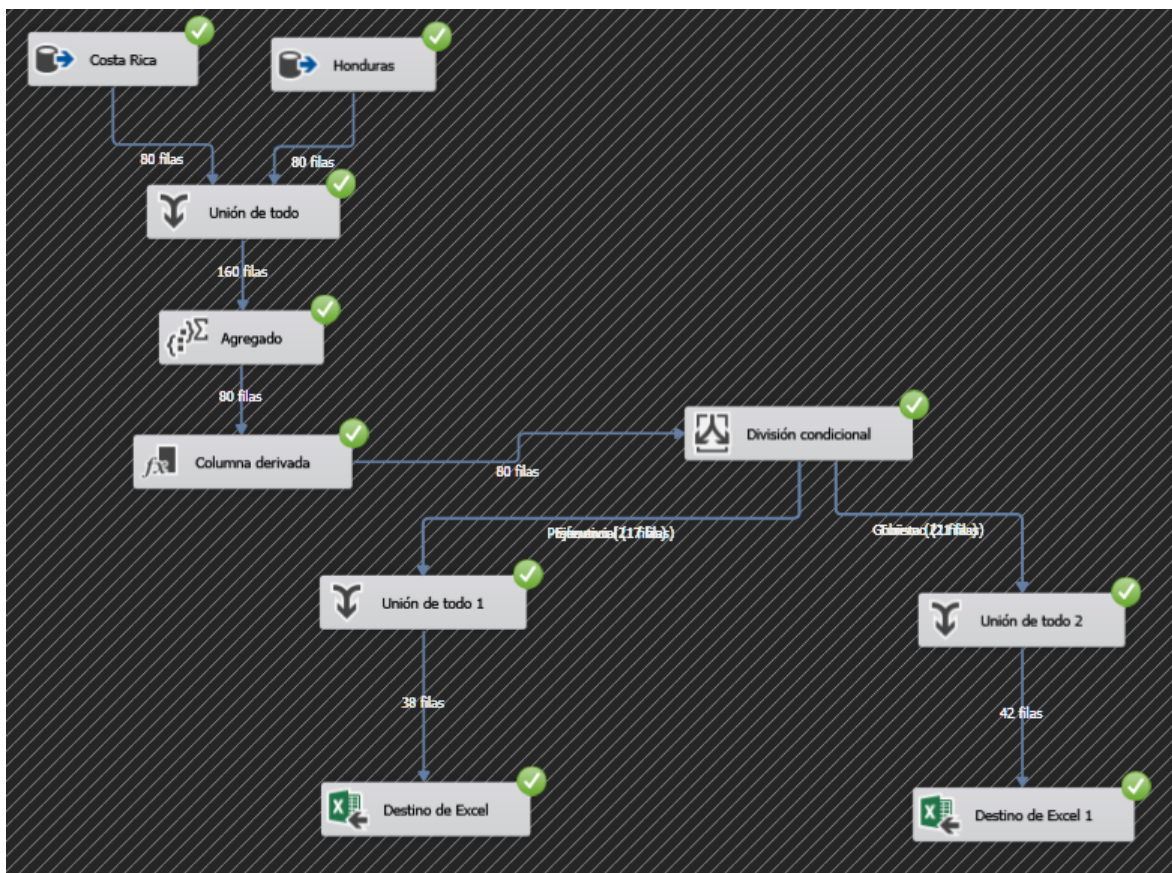 Costa Rica
Honduras
80 filas
80 filas
Unión de todo
160 filas
Agregado
80 filas
Columna derivada
División condicional
80 filas
Unión de todo 1
Unión de todo 2
38 filas
42 filas
Destino de Excel
Destino de Excel 1